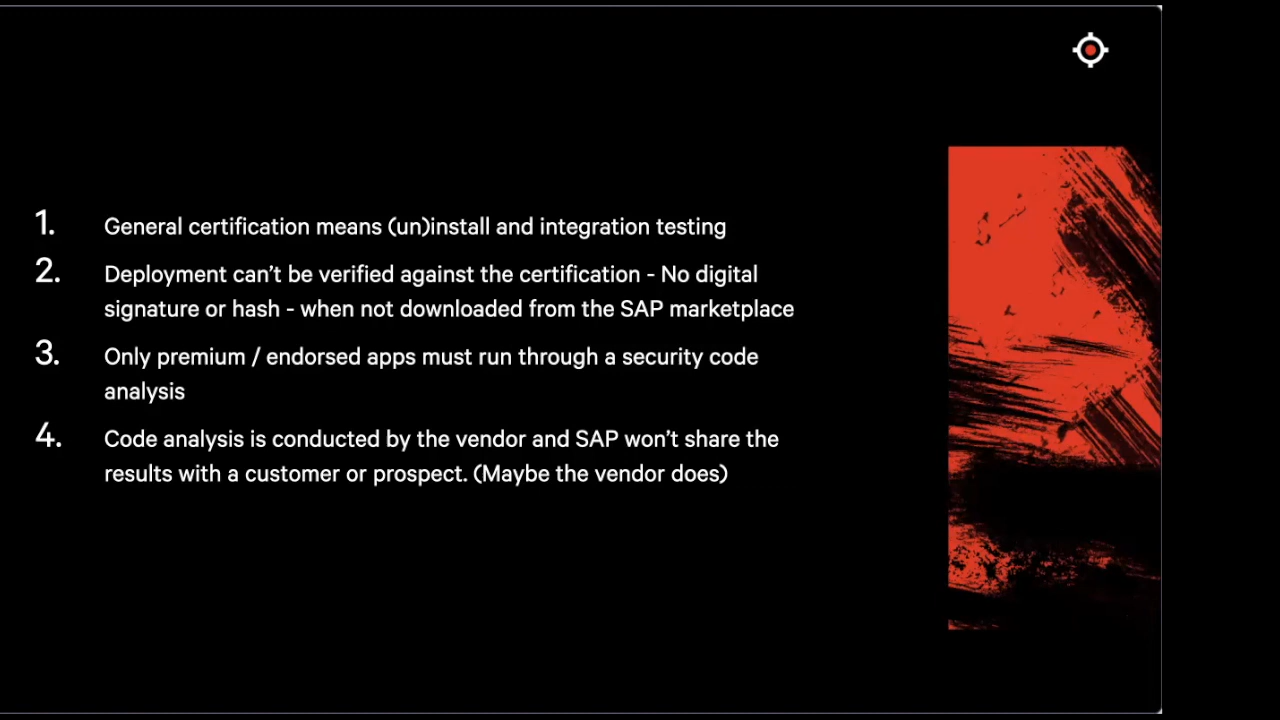 1. General certification means (un)install and integration testing
2. Deployment can’t be verified against the certification - No digital
signature or hash - when not downloaded from the SAP marketplace
3. Only premium / endorsed apps must run through a security code
analysis
4. Code analysis is conducted by the vendor and SAP won’t share the
results with a customer or prospect. (Maybe the vendor does)